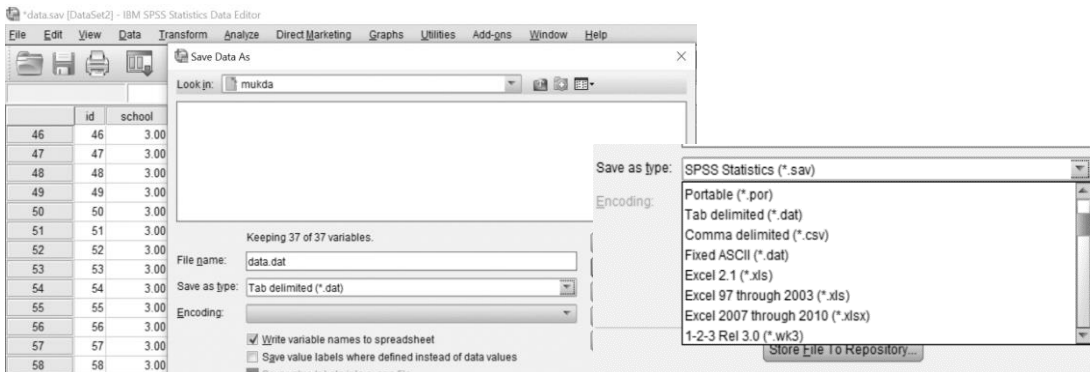 *data.sav [DataSet2] - IBM SPSS Statistics Data Editor
File Edit View Data Transform Analyze Direct Marketing Graphs Utilities Add-ons Window Help
Save Data As
Look in: mukda
id school
46 46 3.00
47 47 3.00
48 48 3.00
49 49 3.00
50 50 3.00
51 51 3.00
52 52 3.00
53 53 3.00
54 54 3.00
55 55 3.00
56 56 3.00
57 57 3.00
58 58 3.00
Keeping 37 of 37 variables.
File name: data.dat
Save as type: Tab delimited (*.dat)
Encoding:
Write variable names to spreadsheet
Save value labels where defined instead of data values
Save as type: SPSS Statistics (*.sav)
Encoding:
Portable (*.por)
Tab delimited (*.dat)
Comma delimited (*.csv)
Fixed ASCII (*.dat)
Excel 2.1 (*.xls)
Excel 97 through 2003 (*.xls)
Excel 2007 through 2010 (*.xlsx)
1-2-3 Rel 3.0 (*.wk3)
Store File To Repository...